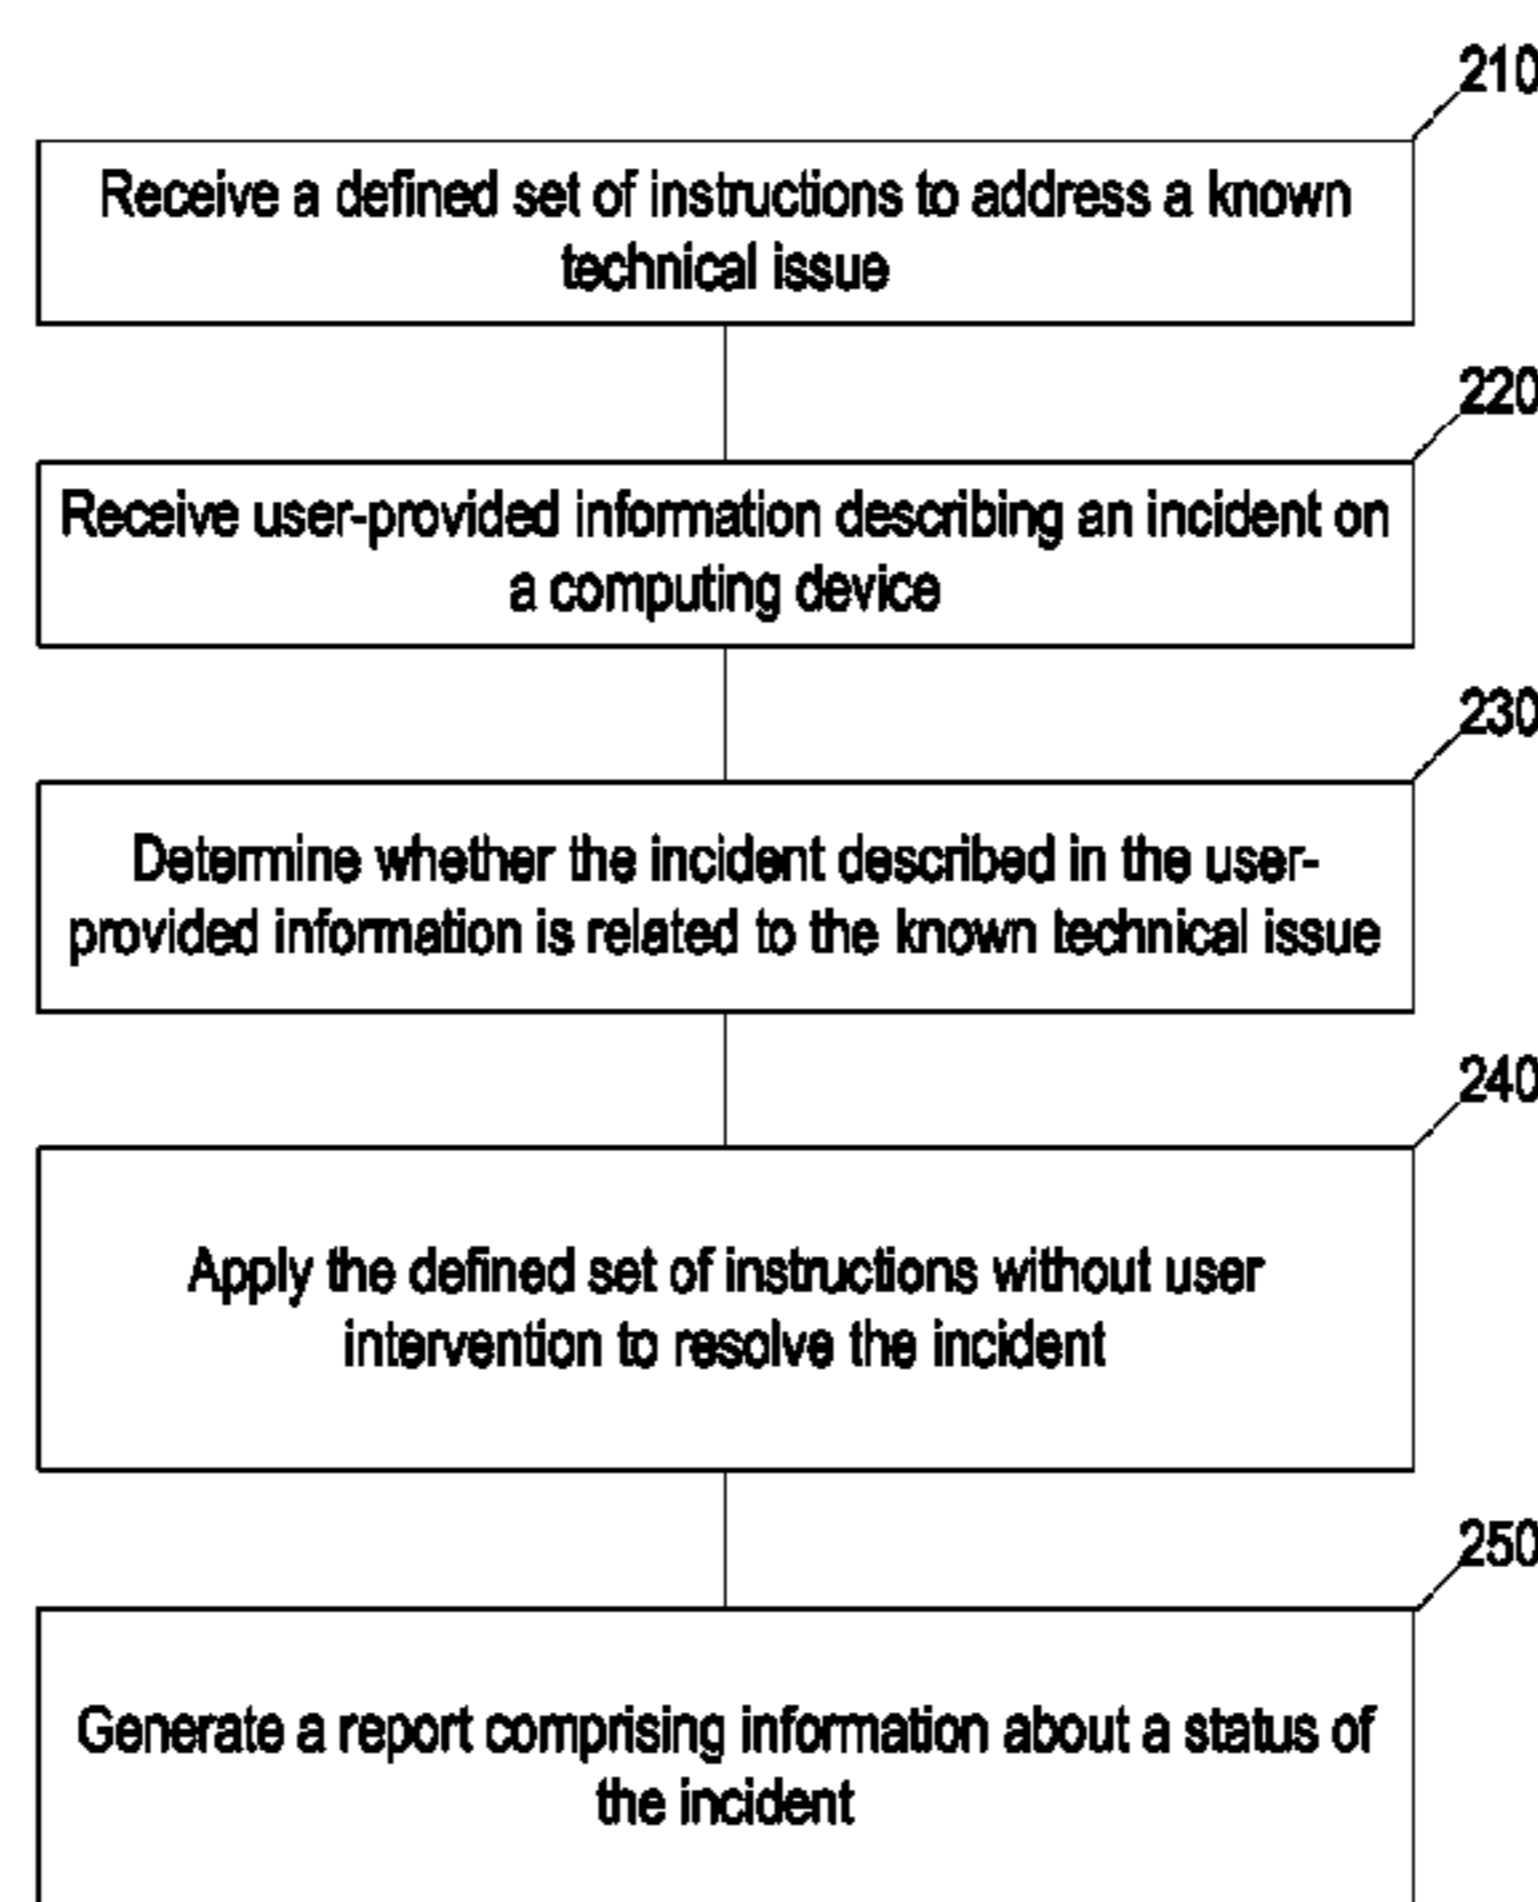 210
Receive a defined set of instructions to address a known
technical issue
220
Receive user-provided information describing an incident on
a computing device
230
Determine whether the incident described in the user-
provided information is related to the known technical issue
240
Apply the defined set of instructions without user
intervention to resolve the incident
250
Generate a report comprising information about a status of
the incident